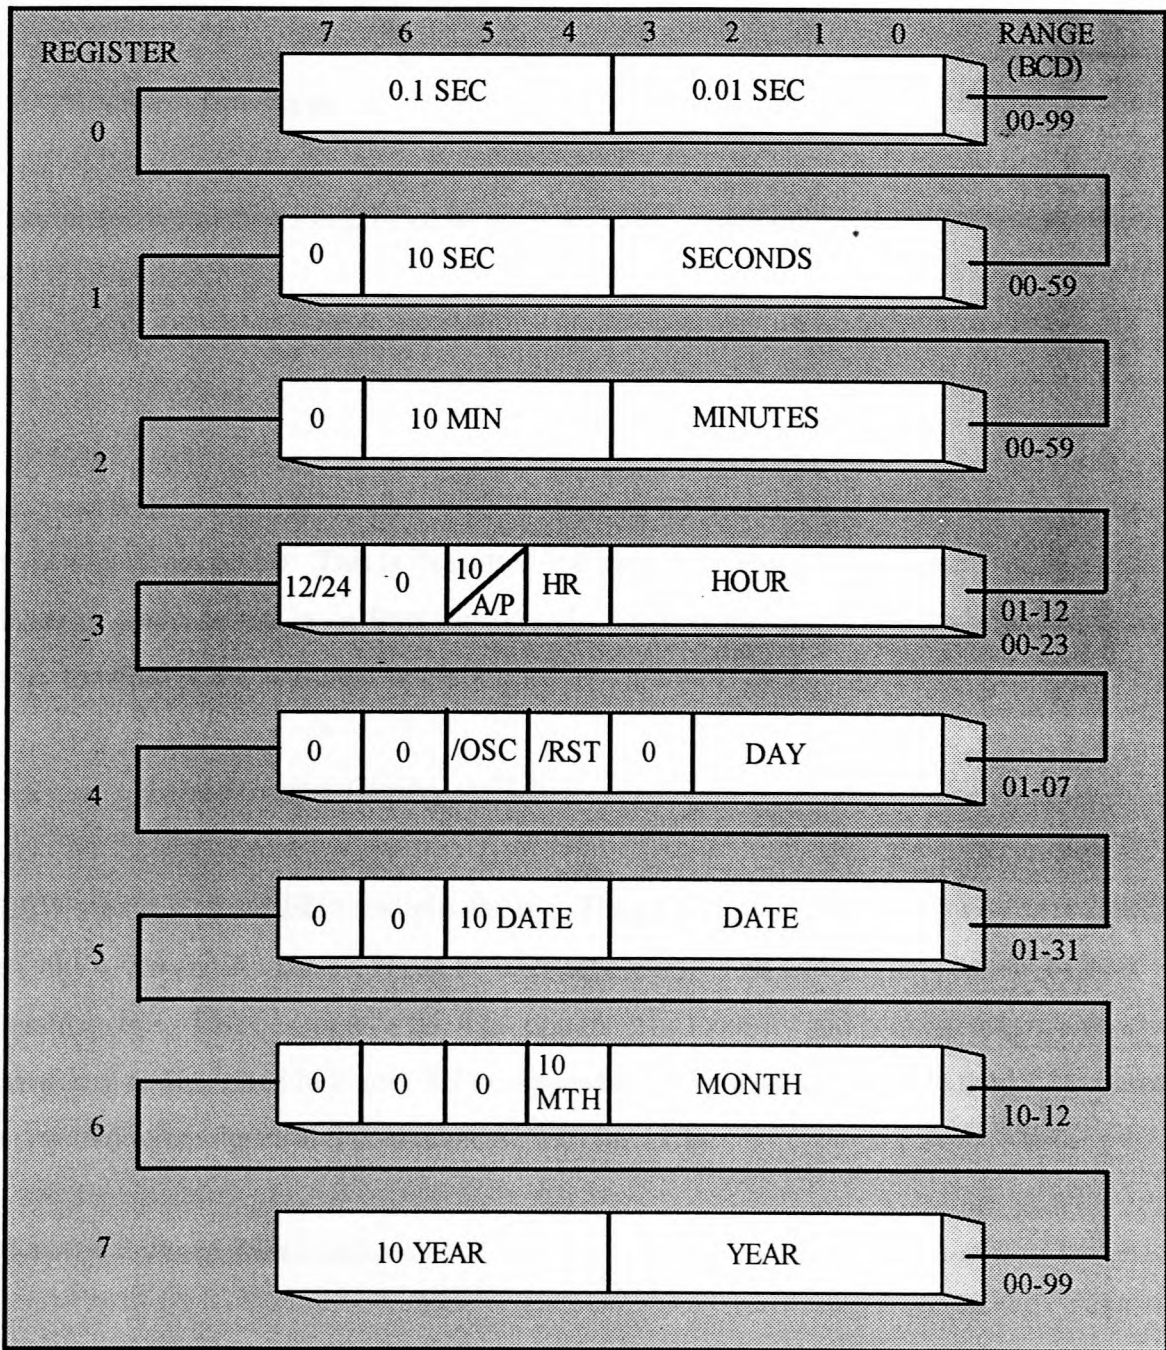 7 6 5 4 3 2 1 0
REGISTER RANGE
(BCD)
0.1 SEC 0.01 SEC
00-99
0
0 10 SEC SECONDS
00-59
1
0 10 MIN MINUTES
00-59
2
12/24 0 10 A/P HR HOUR
01-12
3
00-23
0 0 /OSC /RST 0 DAY
01-07
4
0 0 10 DATE DATE
01-31
5
0 0 0 10 MTH MONTH
10-12
6
7
10 YEAR YEAR
00-99